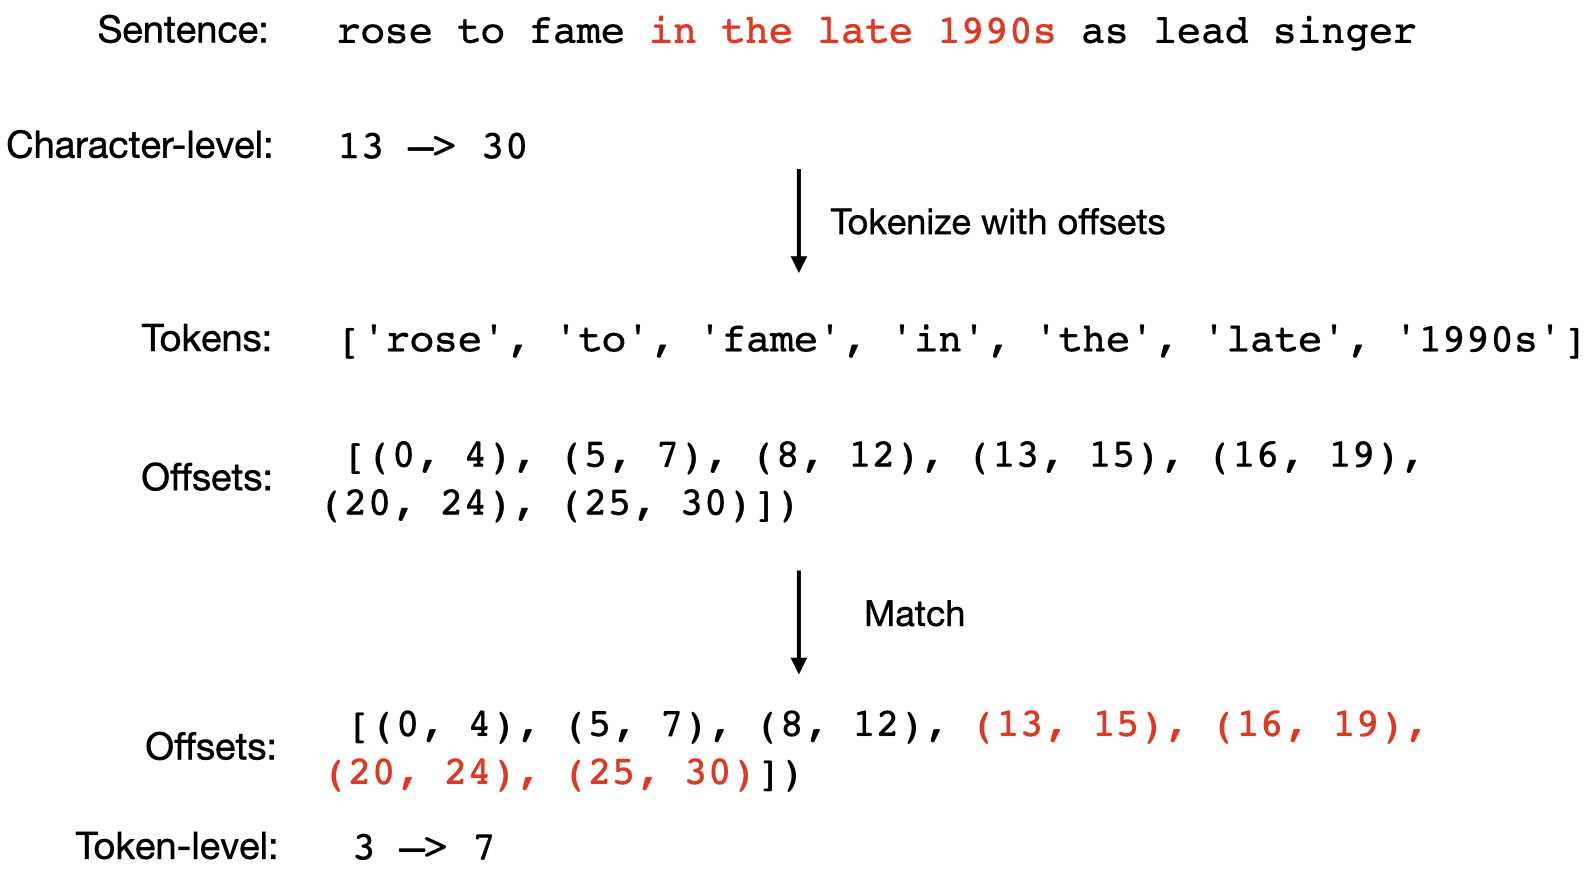 Sentence: rose to fame in the late 1990s as lead singer
Character-level: 13 —> 30
Tokenize with offsets
Tokens: ['rose', 'to', 'fame', 'in', 'the', 'late', '1990s']
Offsets: [(0, 4), (5, 7), (8, 12), (13, 15), (16, 19),
(20, 24), (25, 30)])
Match
Offsets: [(0, 4), (5, 7), (8, 12), (13, 15), (16, 19),
(20, 24), (25, 30)])
Token-level: 3 —> 7